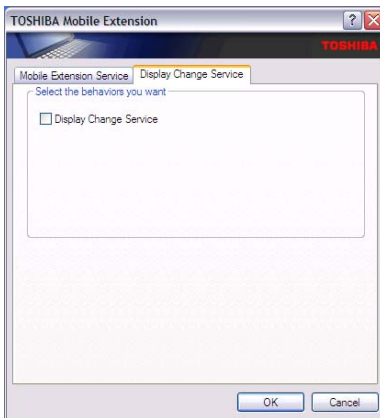 TOSHIBA Mobile Extension
TOSHIBA
Mobile Extension Service Display Change Service
Select the behaviors you want
Display Change Service
OK Cancel